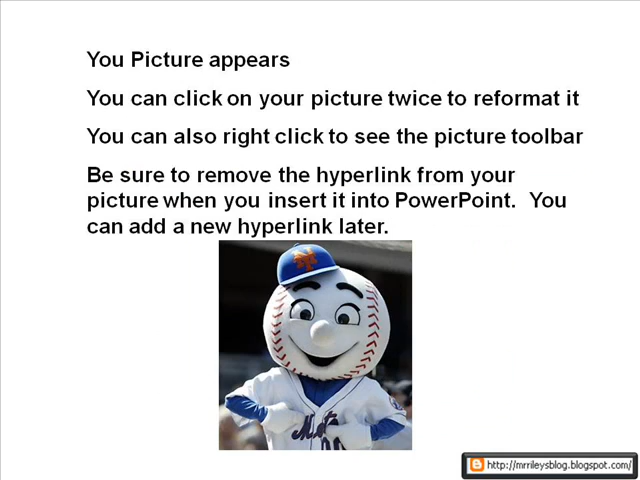 You Picture appears
You can click on your picture twice to reformat it
You can also right click to see the picture toolbar
Be sure to remove the hyperlink from your
picture when you insert it into PowerPoint.  You
can add a new hyperlink later.
NY
Mets
http://mrrileysblog.blogspot.com/